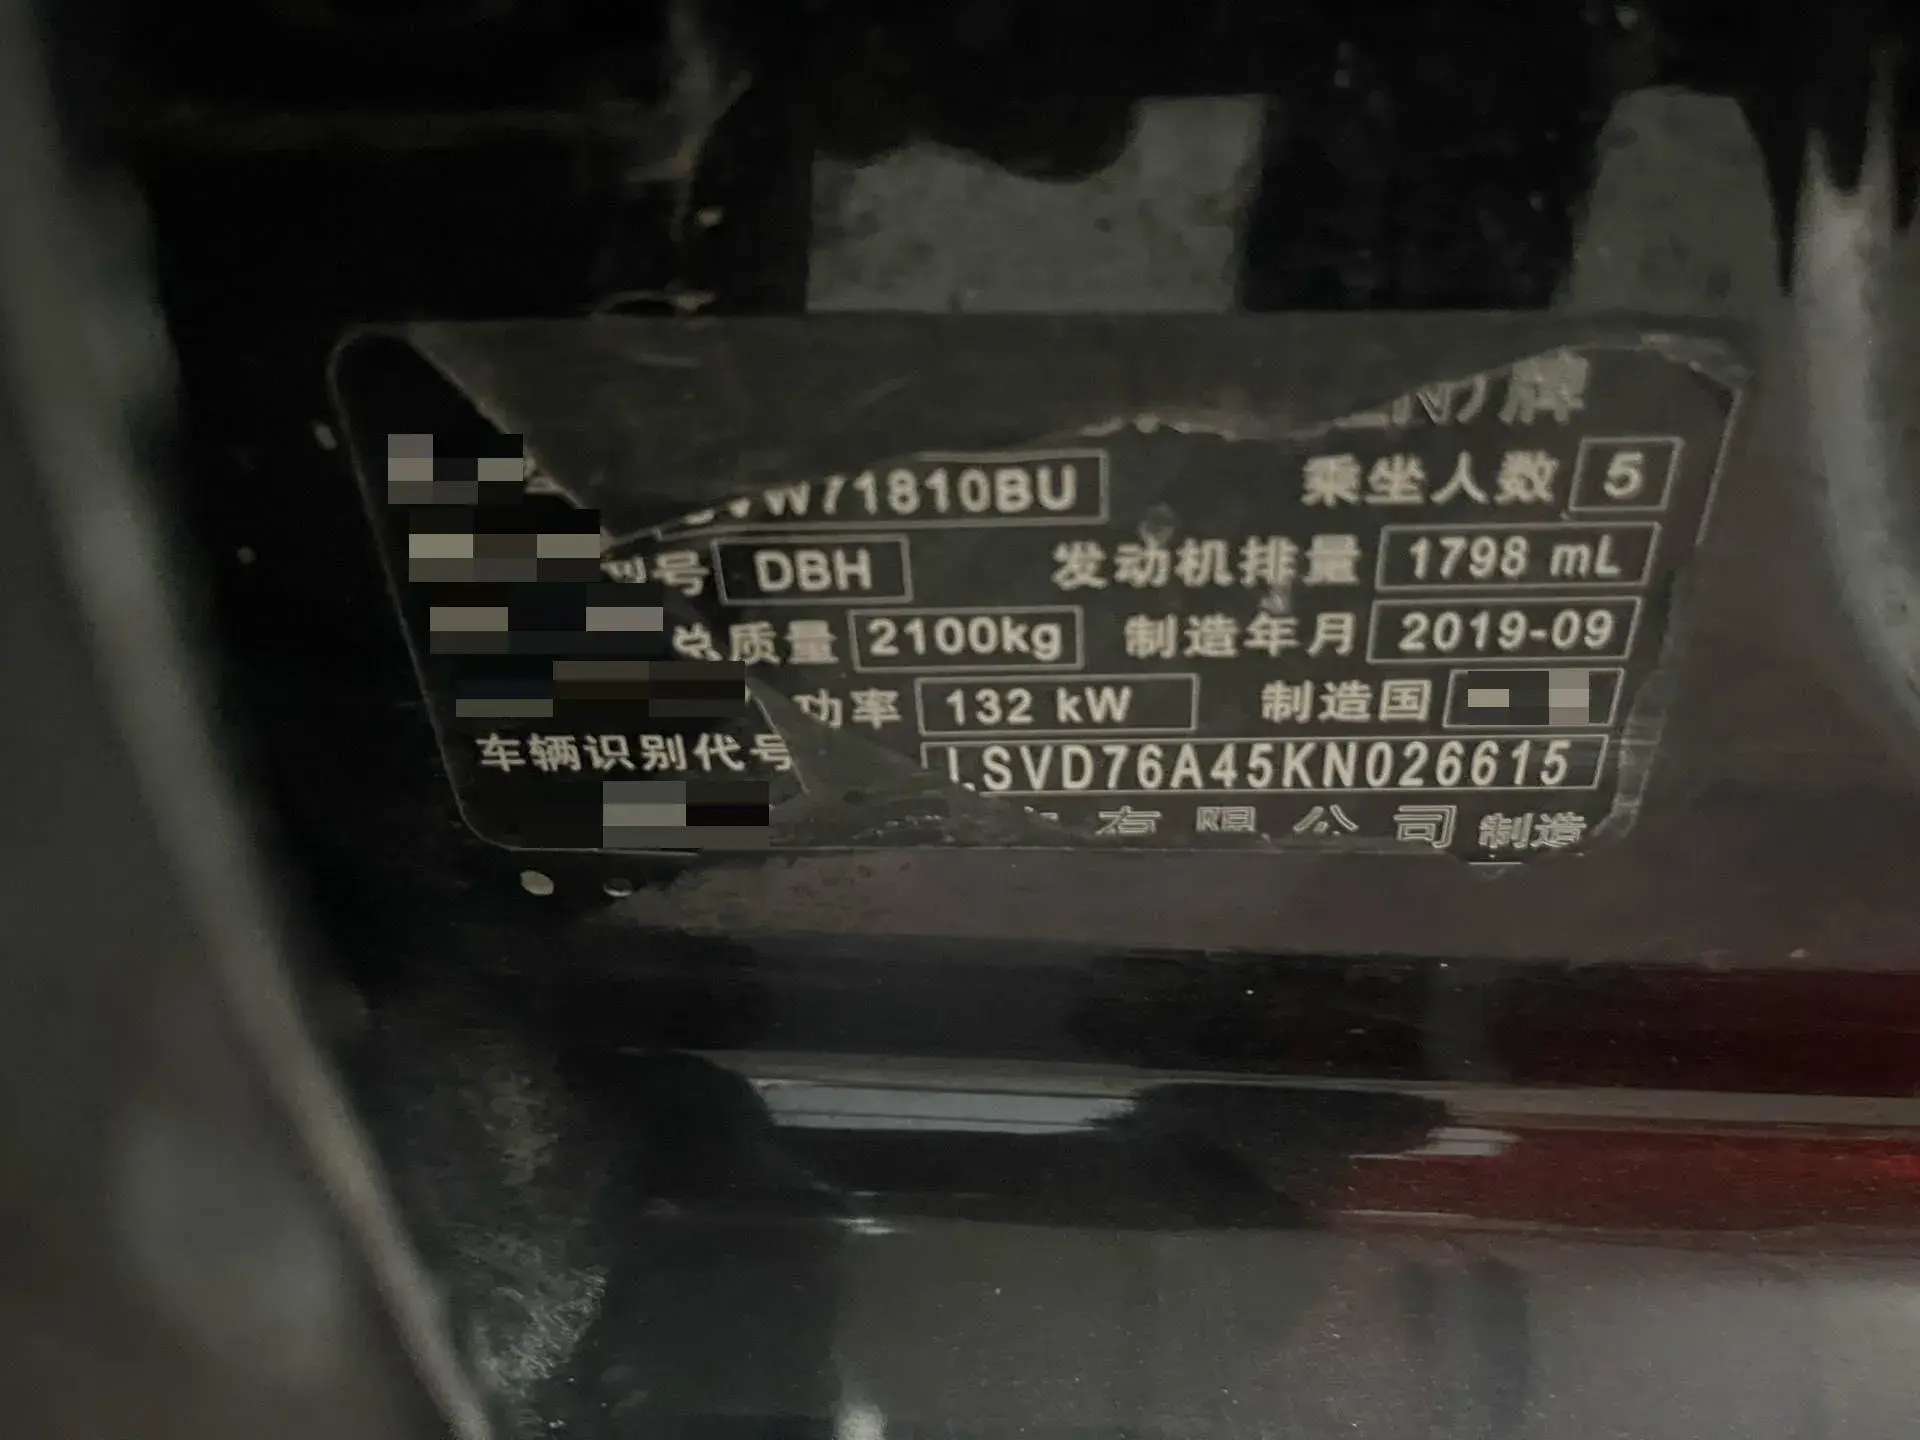 牌
W71810BU 乘坐人数 5
号 DBH 发动机排量 1798 mL
总质量 2100kg 制造年月 2019-09
功率 132 kW 制造国
车辆识别代号 LSVD76A45KN026615
有限公司 制造